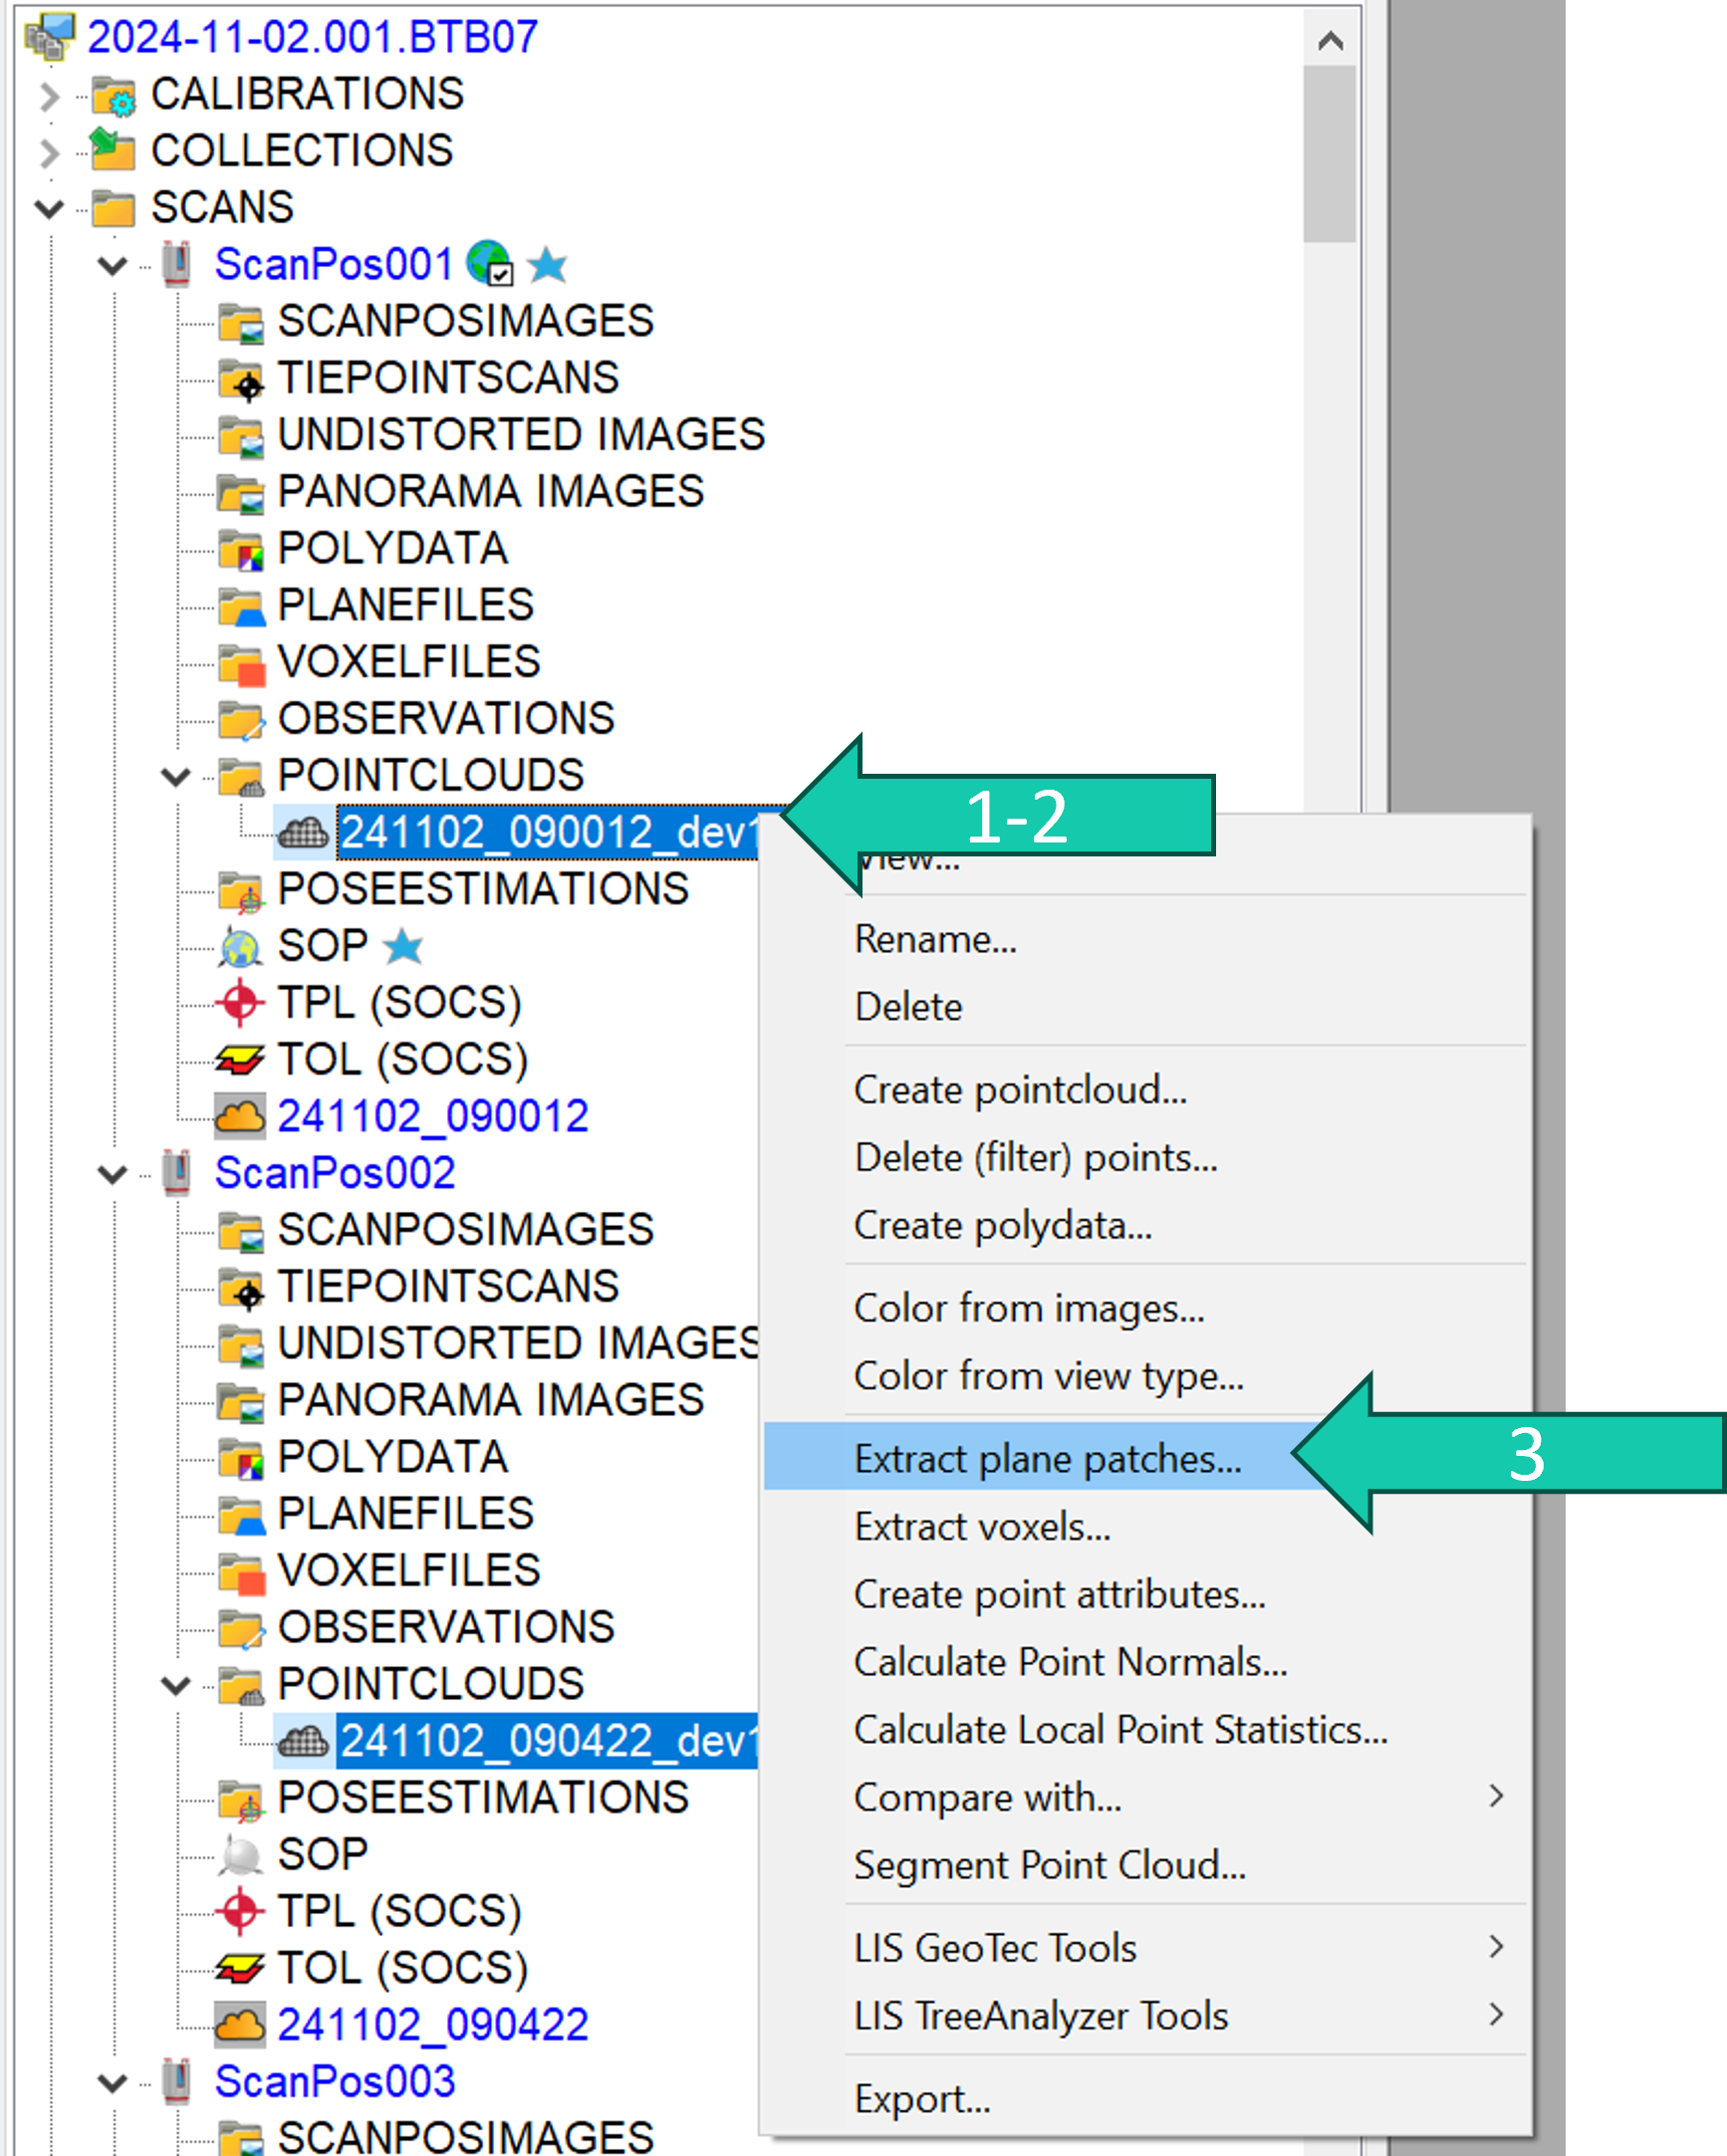 2024-11-02.001.BTB07
CALIBRATIONS
COLLECTIONS
SCANS
ScanPos001
SCANPOSIMAGES
TIEPOINTSCANS
UNDISTORTED IMAGES
PANORAMA IMAGES
POLYDATA
PLANEFILES
VOXELFILES
OBSERVATIONS
POINTCLOUDS
241102_090012_dev1
POSEESTIMATIONS
SOP
TPL (SOCS)
TOL (SOCS)
241102_090012
ScanPos002
SCANPOSIMAGES
TIEPOINTSCANS
UNDISTORTED IMAGES
PANORAMA IMAGES
POLYDATA
PLANEFILES
VOXELFILES
OBSERVATIONS
POINTCLOUDS
241102_090422_dev1
POSEESTIMATIONS
SOP
TPL (SOCS)
TOL (SOCS)
241102_090422
ScanPos003
SCANPOSIMAGES
1-2
View...
Rename...
Delete
Create pointcloud...
Delete (filter) points...
Create polydata...
Color from images...
Color from view type...
Extract plane patches...
3
Extract voxels...
Create point attributes...
Calculate Point Normals...
Calculate Local Point Statistics...
Compare with...
Segment Point Cloud...
LIS GeoTec Tools
LIS TreeAnalyzer Tools
Export...